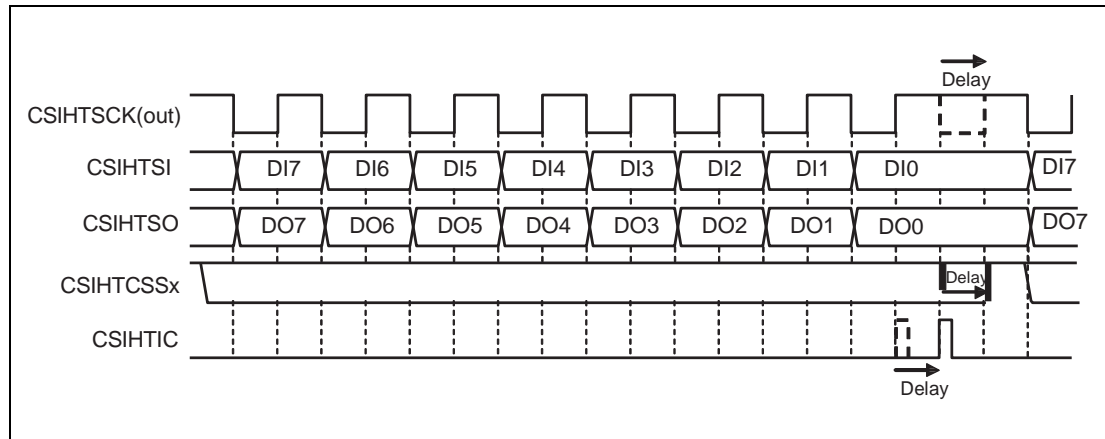 Delay
CSIHTSCK(out)
CSIHTSI DI7 DI6 DI5 DI4 DI3 DI2 DI1 DI0 DI7
CSIHTSO DO7 DO6 DO5 DO4 DO3 DO2 DO1 DO0 DO7
CSIHTCSSx Delay
CSIHTIC
Delay